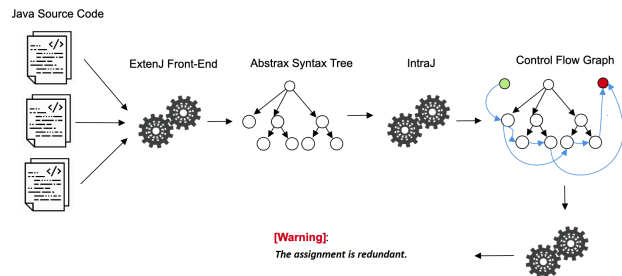 Java Source Code
ExtenJ Front-End
Abstrax Syntax Tree
IntraJ
Control Flow Graph
</>
</>
</>
[Warning]:
The assignment is redundant.